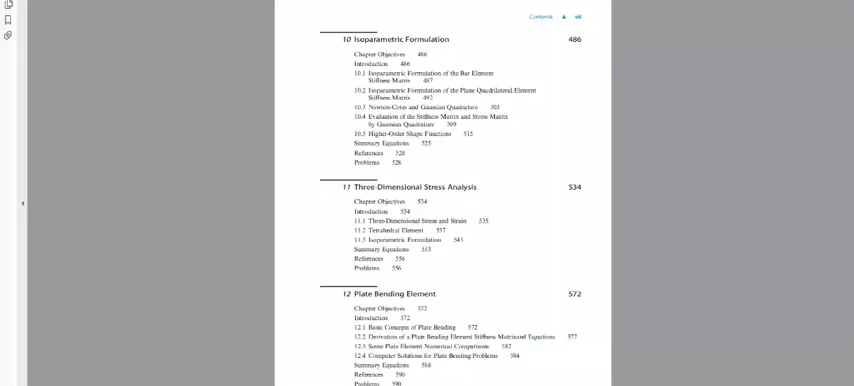 Contents ▲ vii
10 Isoparametric Formulation 486
Chapter Objectives 486
Introduction 486
10.1 Isoparametric Formulation of the Bar Element
Stiffness Matrix 487
10.2 Isoparametric Formulation of the Plane Quadrilateral Element
Stiffness Matrix 492
10.3 Newton-Cotes and Gaussian Quadrature 503
10.4 Evaluation of the Stiffness Matrix and Stress Matrix
by Gaussian Quadrature 509
10.5 Higher-Order Shape Functions 515
Summary Equations 525
References 528
Problems 528
11 Three-Dimensional Stress Analysis 534
Chapter Objectives 534
Introduction 534
11.1 Three-Dimensional Stress and Strain 535
11.2 Tetrahedral Element 537
11.3 Isoparametric Formulation 545
Summary Equations 553
References 556
Problems 556
12 Plate Bending Element 572
Chapter Objectives 572
Introduction 572
12.1 Basic Concepts of Plate Bending 572
12.2 Derivation of a Plate Bending Element Stiffness Matrixand Equations 577
12.3 Some Plate Element Numerical Comparisons 582
12.4 Computer Solutions for Plate Bending Problems 584
Summary Equations 588
References 590
Problems 590